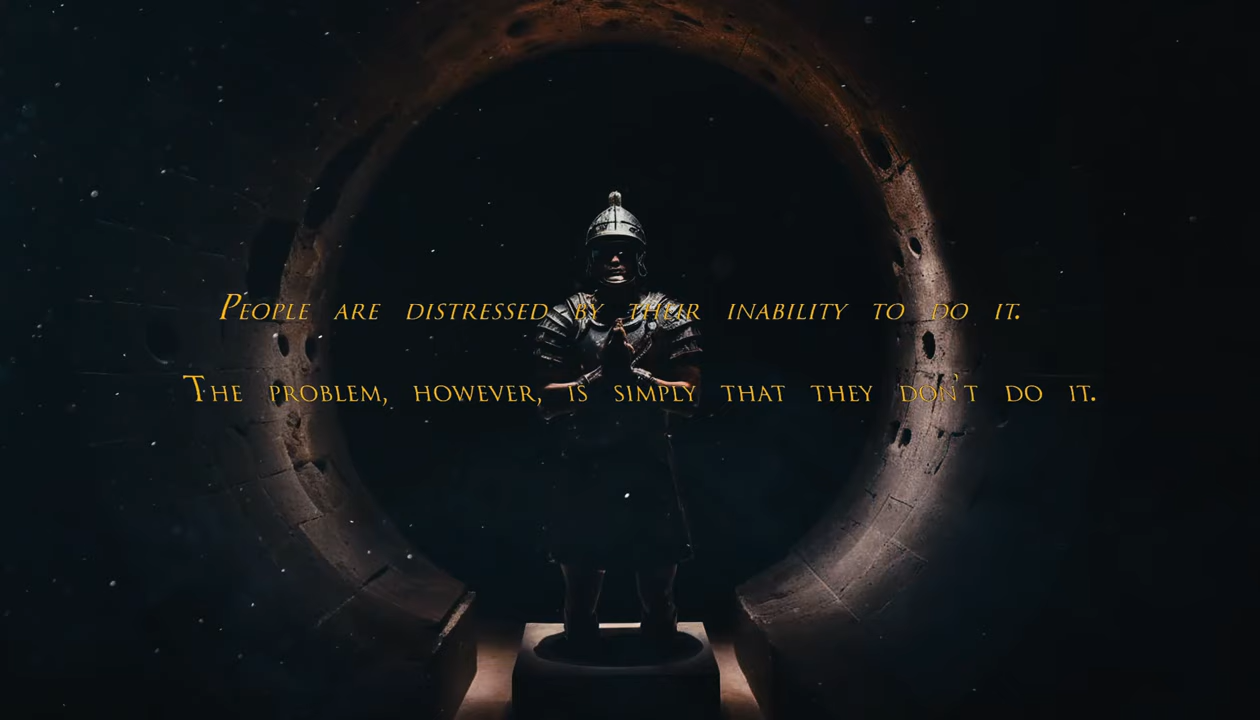 People are distressed by their inability to do it.
The problem, however, is simply that they don't do it.